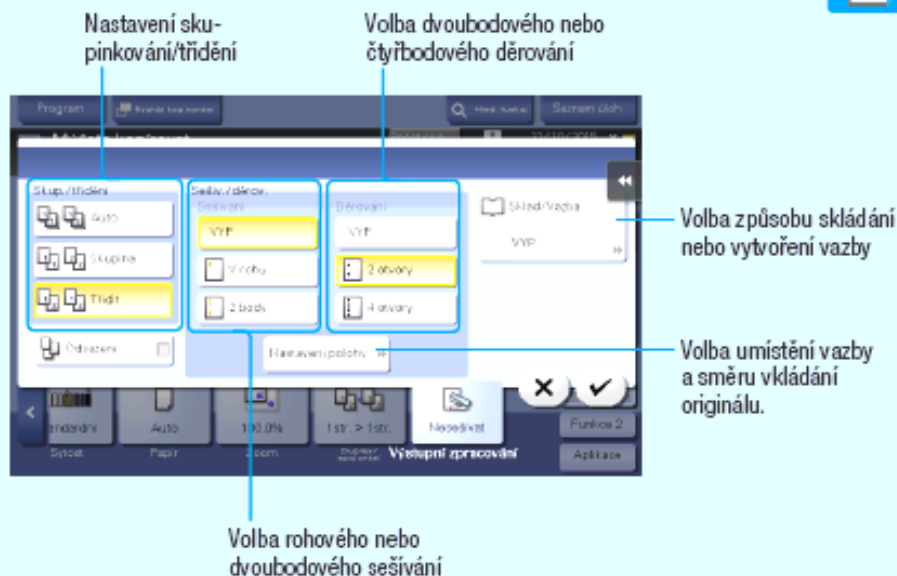 Nastavení sku-
pinkování/třídění
Volba dvoubodového nebo
čtyřbodového děrování
Program
Seznam úloh
Skup./třídění
Auto
Skupina
Třídit
Odsazení
Sešív./děrov.
Sešívání
VYP
V rohu
2 body
Děrování
VYP
2 otvory
4 otvory
Nastavení polohy
Sklad/Vazba
VYP
Volba způsobu skládání
nebo vytvoření vazby
Volba umístění vazby
a směru vkládání
originálu.
Auto
100.0%
1str. > 1str.
Nesešívat
Funkce 2
Sytost
Papír
Zoom
Výstupní zpracování
Aplikace
Volba rohového nebo
dvoubodového sešívání